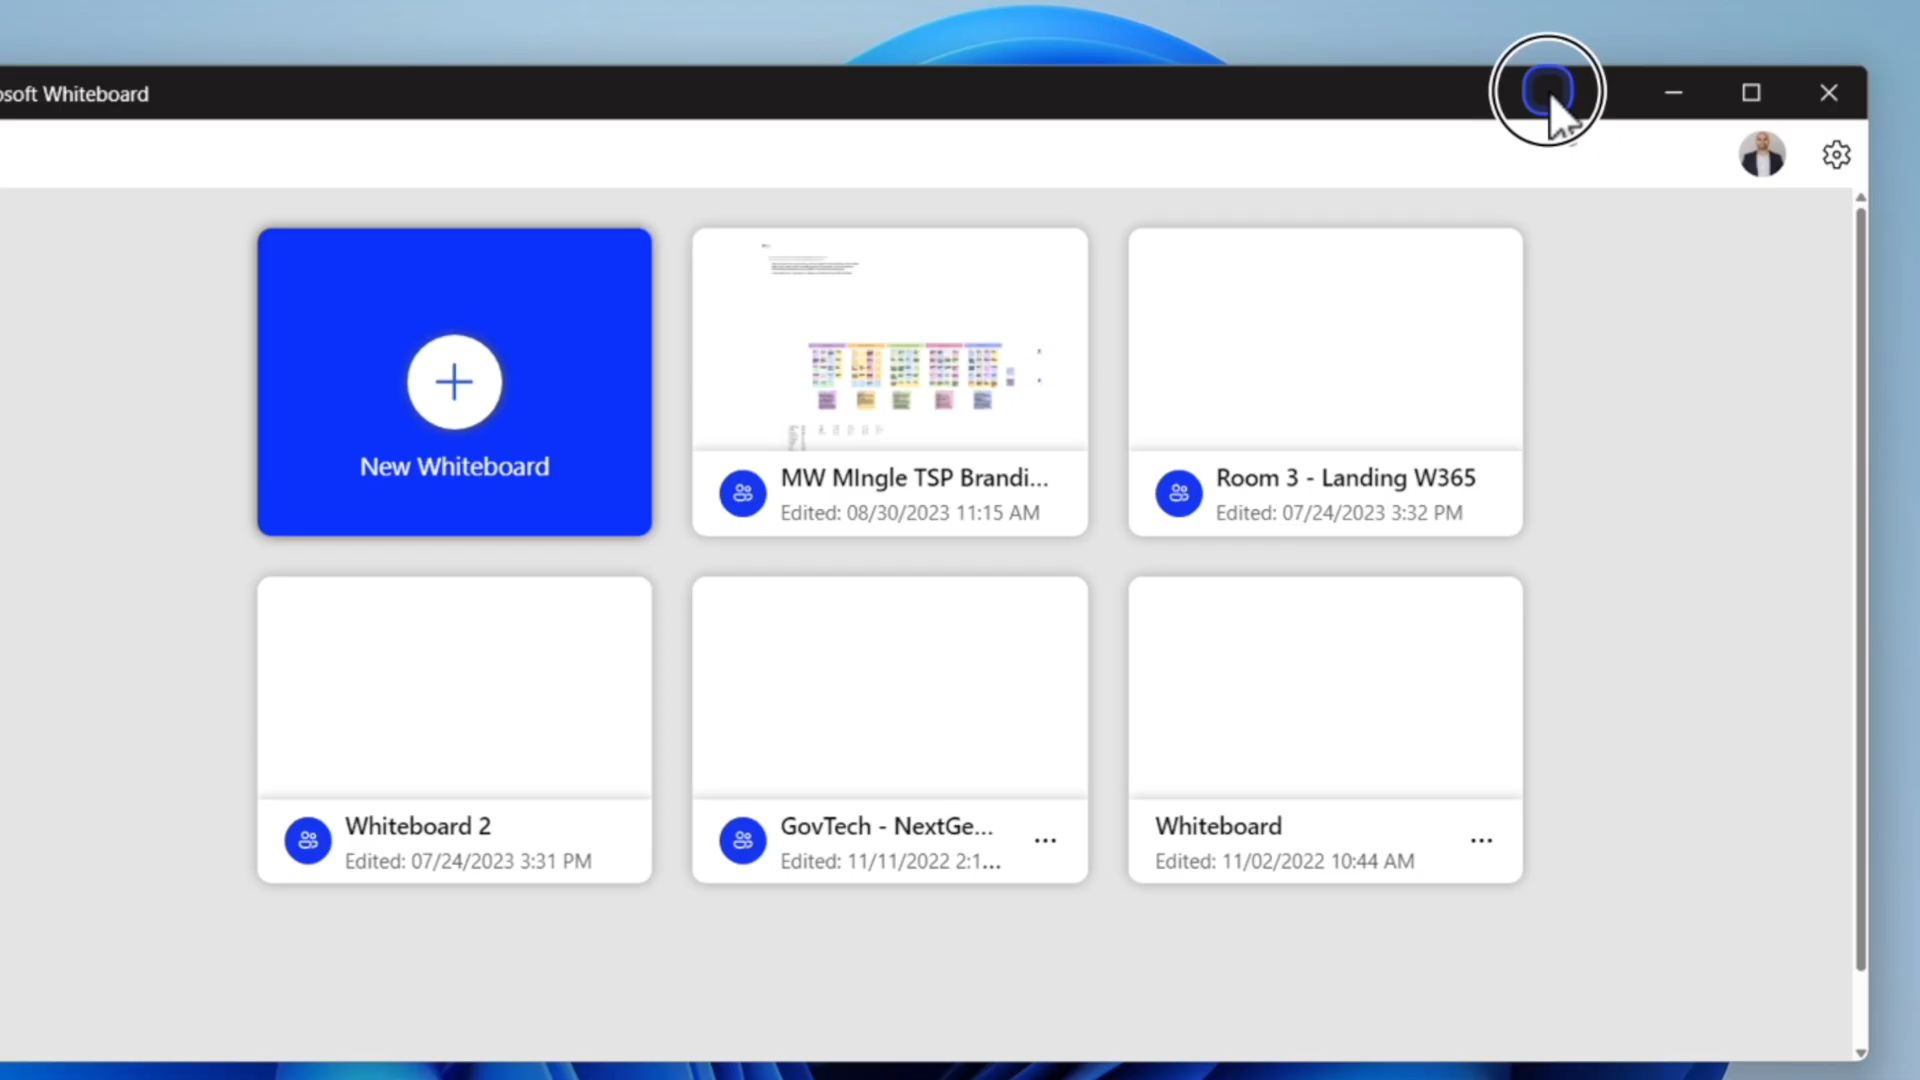 Whiteboard
New Whiteboard
MW MIngle TSP Brandi...
Edited: 08/30/2023 11:15 AM
Room 3 - Landing W365
Edited: 07/24/2023 3:32 PM
Whiteboard 2
Edited: 07/24/2023 3:31 PM
GovTech - NextGe...
Edited: 11/11/2022 2:1...
Whiteboard
Edited: 11/02/2022 10:44 AM